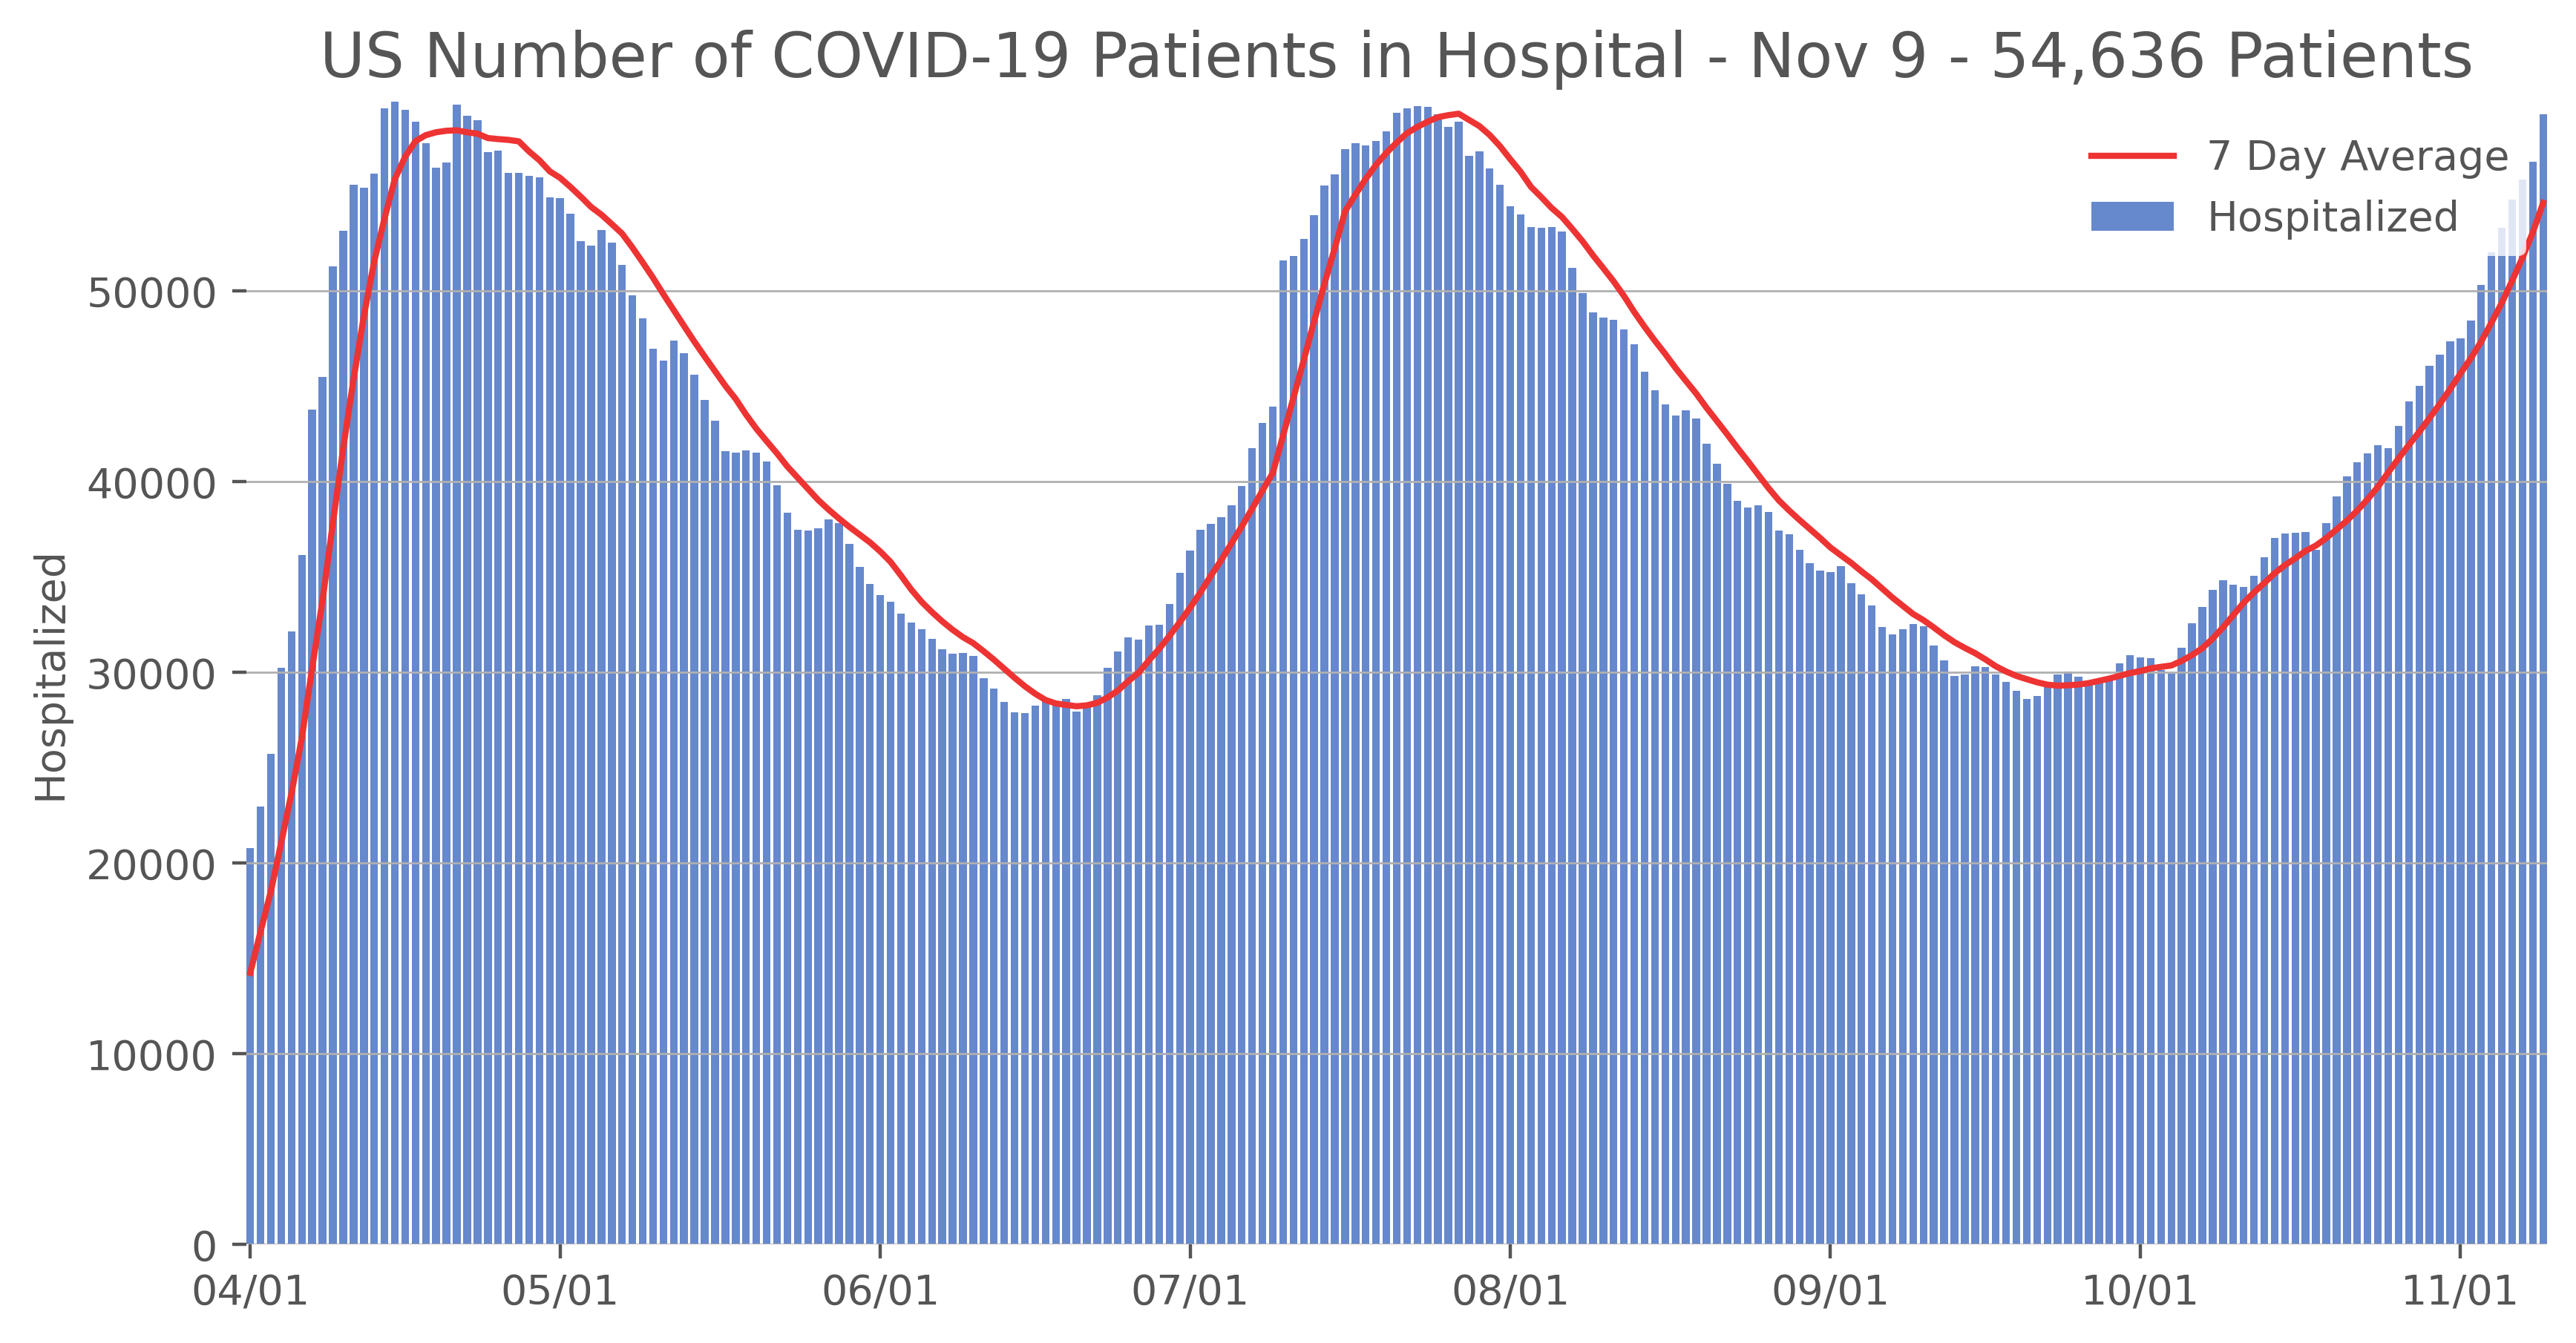 US Number of COVID-19 Patients in Hospital - Nov 9 - 54,636 Patients
7 Day Average
Hospitalized
Hospitalized
50000
40000
30000
20000
10000
0
04/01 05/01 06/01 07/01 08/01 09/01 10/01 11/01